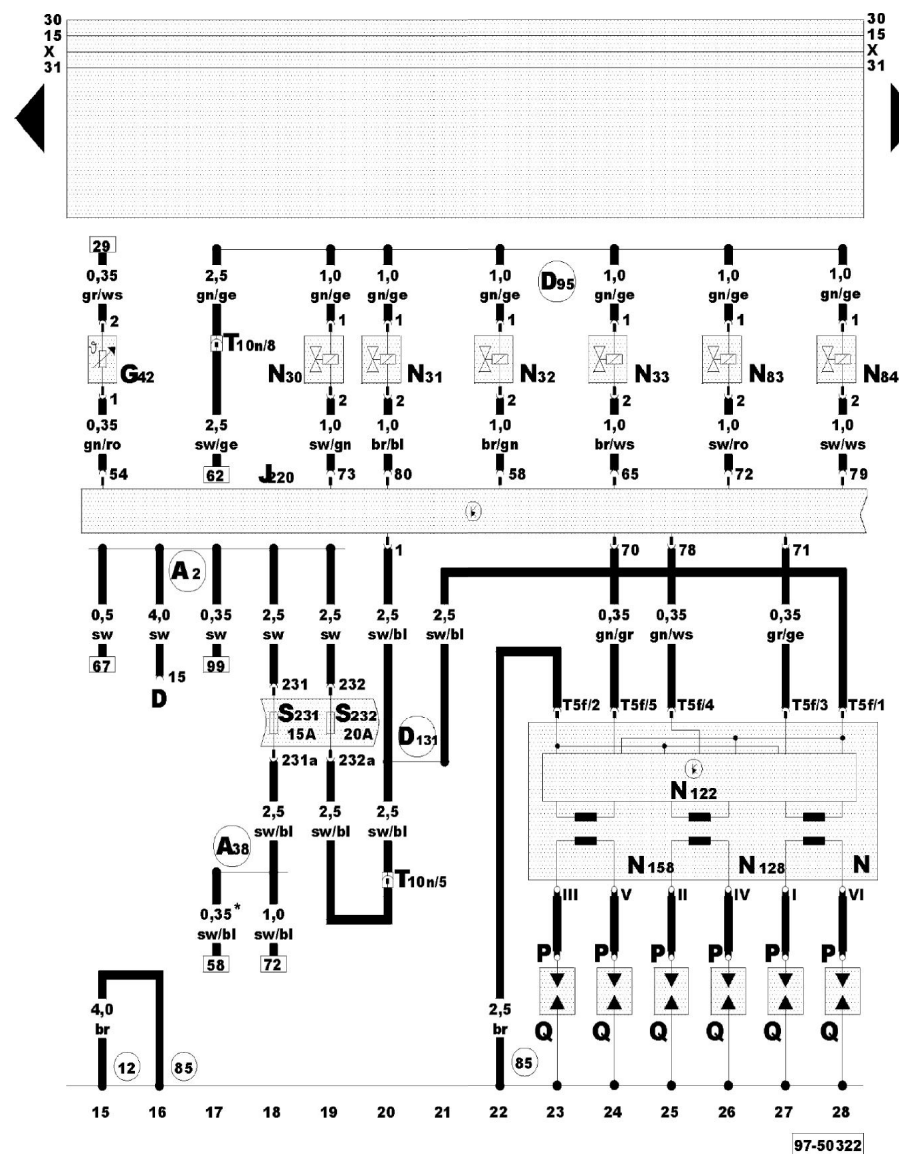 30 30
15 15
X X
31 31
29
0,35 2,5 1,0 1,0 1,0 1,0 1,0 1,0
gr/ws gn/ge gn/ge gn/ge gn/ge gn/ge gn/ge gn/ge
D95
2 1 1 1 1 1 1
T10n/8
G42 N30 N31 N32 N33 N83 N84
1 2 2 2 2 2 2
0,35 2,5 1,0 1,0 1,0 1,0 1,0 1,0
gn/ro sw/ge sw/gn br/bl br/gn br/ws sw/ro sw/ws
54 62 J220 73 80 58 65 72 79
1 70 78 71
A2
0,5 4,0 0,35 2,5 2,5 2,5 2,5 0,35 0,35 0,35
sw sw sw sw sw sw/bl sw/bl gn/gr gn/ws gr/ge
67 15 99
D
231 232
T5f/2 T5f/5 T5f/4 T5f/3 T5f/1
S231 S232
15A 20A
D131
231a 232a
N122
2,5 2,5 2,5
sw/bl sw/bl sw/bl
A38
N158 N128 N
T10n/5
III V II IV I VI
0,35* 1,0
sw/bl sw/bl
58 72
P P P P P P
4,0 2,5
br br
Q Q Q Q Q Q
12 85 85
15 16 17 18 19 20 21 22 23 24 25 26 27 28
97-50322